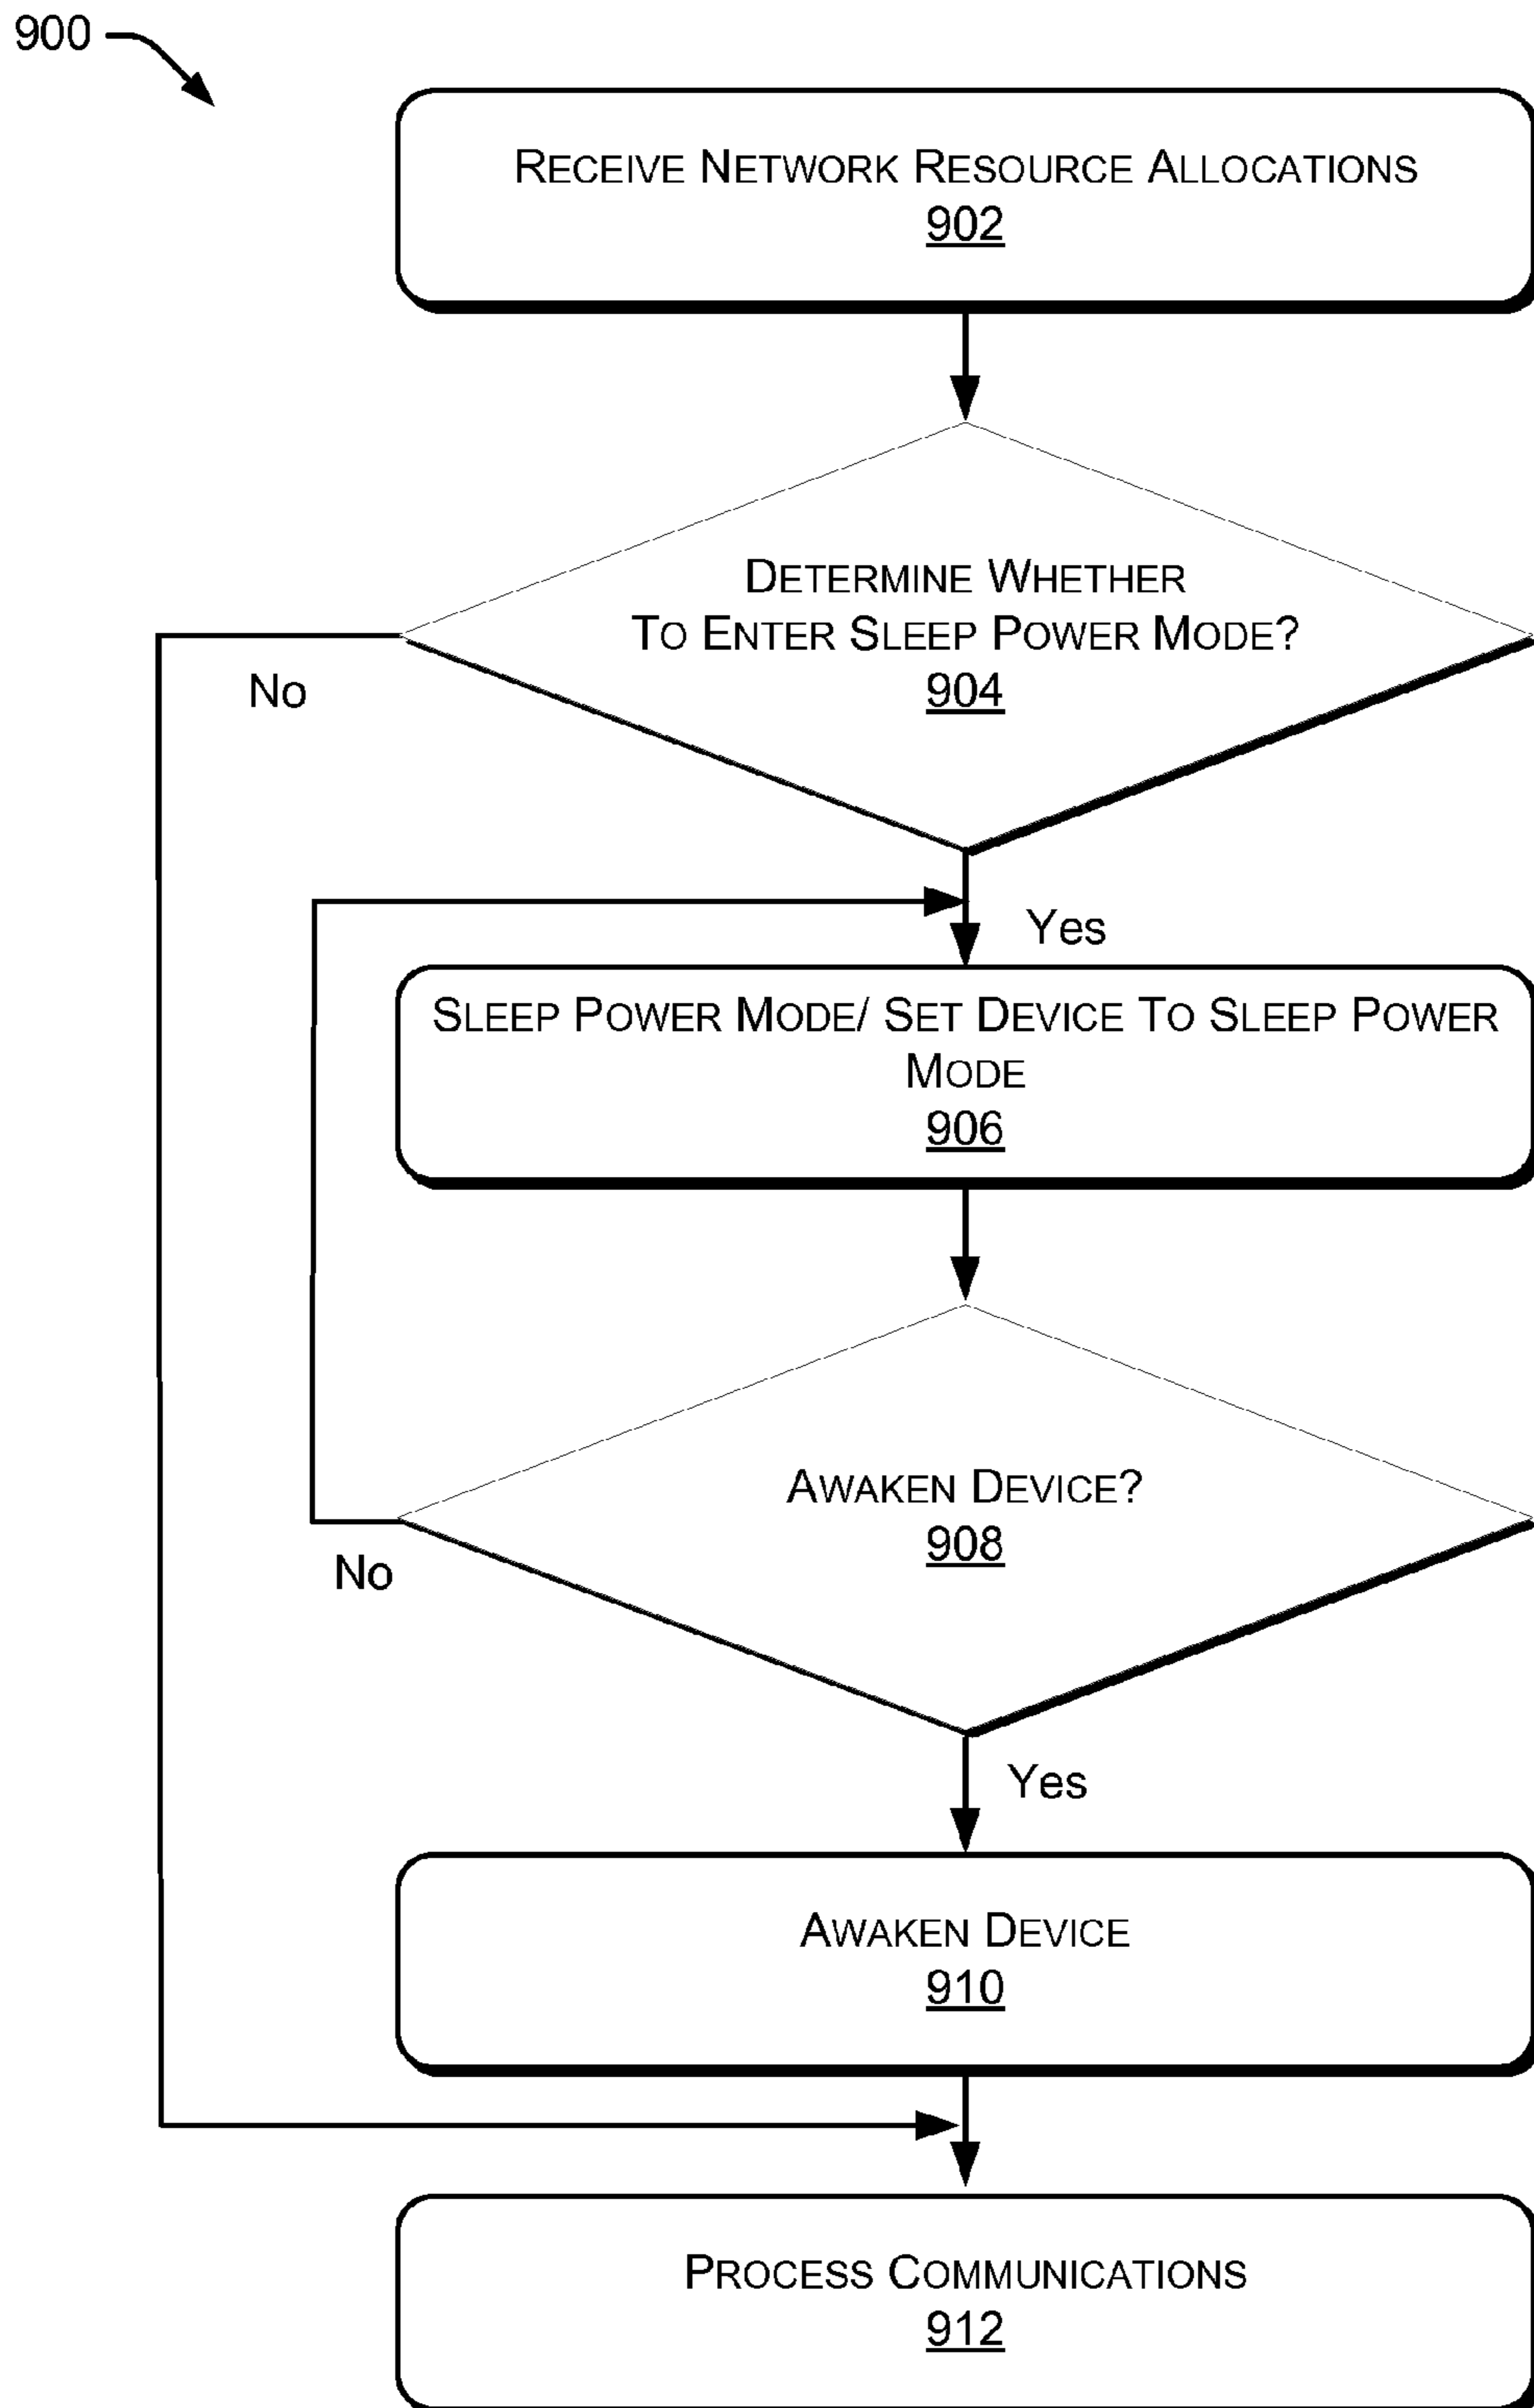 900
RECEIVE NETWORK RESOURCE ALLOCATIONS
902
DETERMINE WHETHER
TO ENTER SLEEP POWER MODE?
904
No
Yes
SLEEP POWER MODE/ SET DEVICE TO SLEEP POWER
MODE
906
AWAKEN DEVICE?
908
No
Yes
AWAKEN DEVICE
910
PROCESS COMMUNICATIONS
912